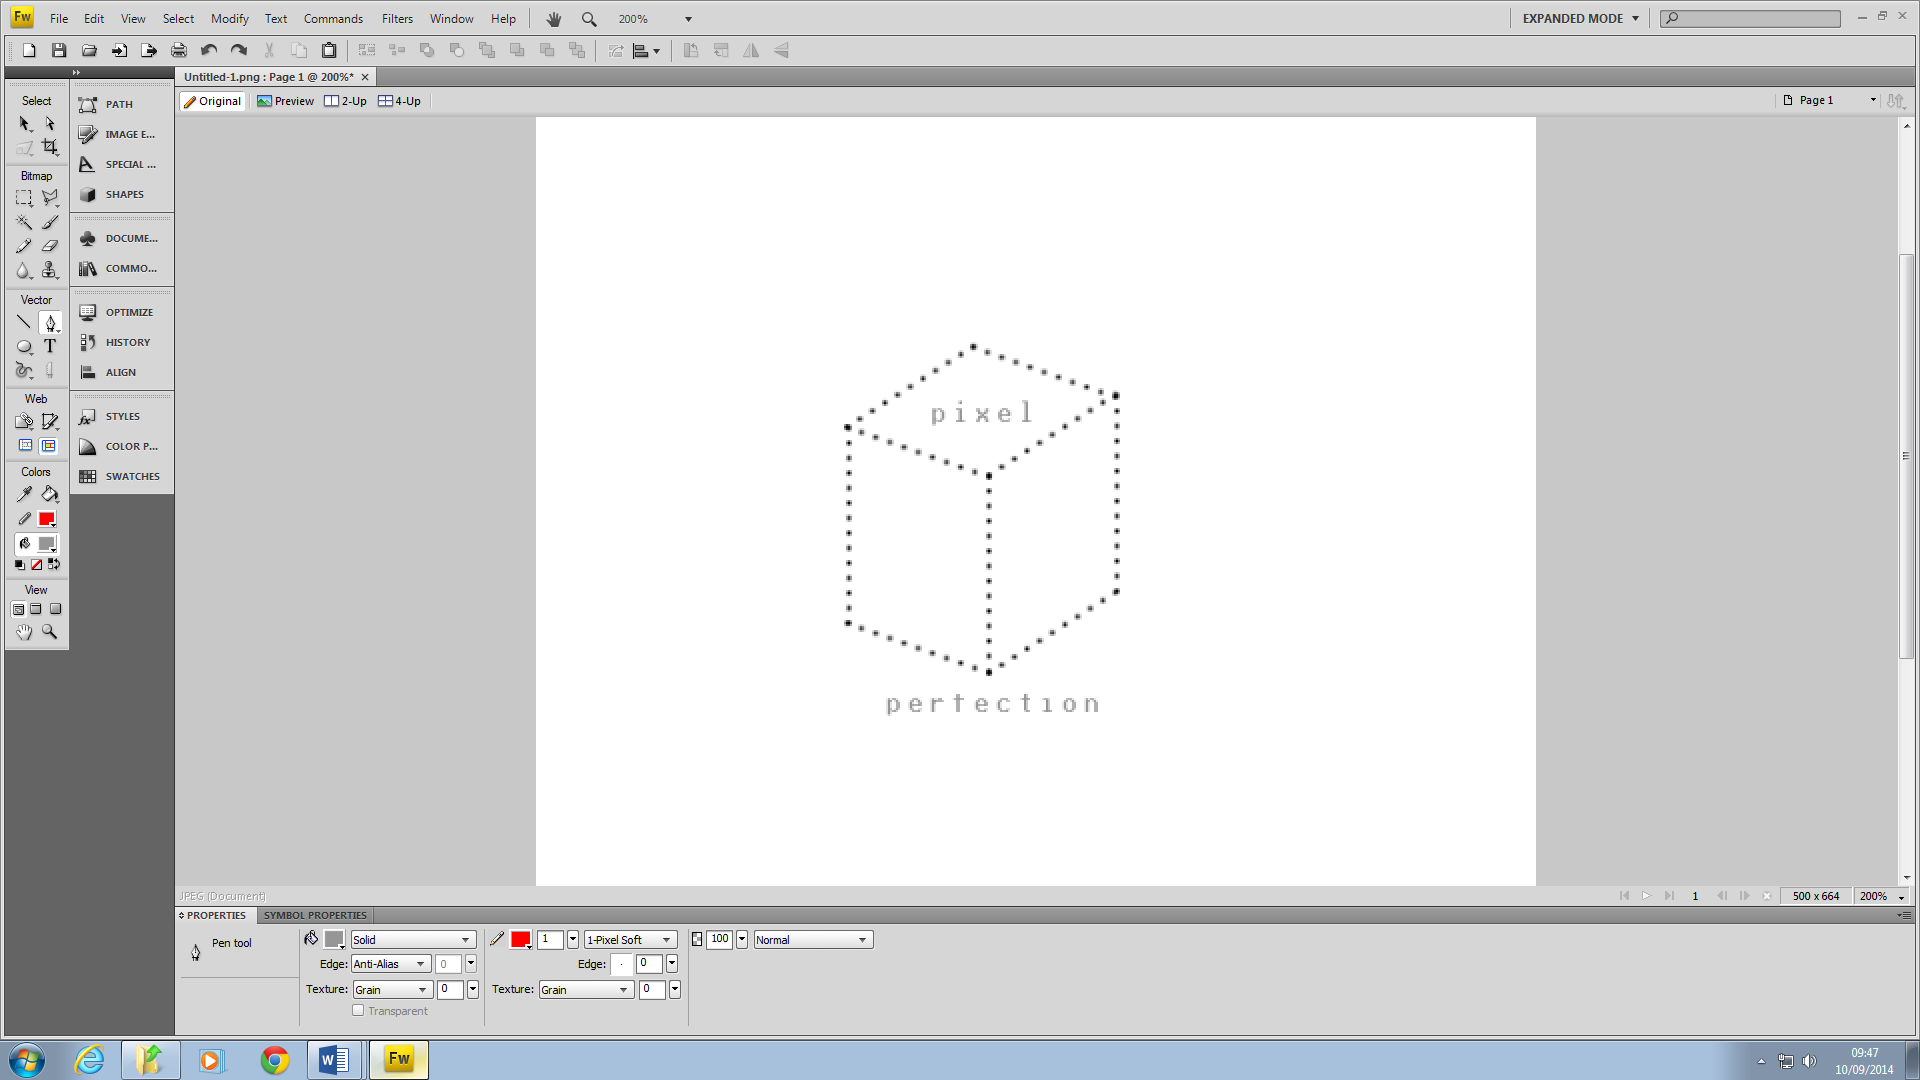 Fw File Edit View Select Modify Text Commands Filters Window Help 200% EXPANDED MODE
Untitled-1.png : Page 1 @ 200%* ×
Original Preview 2-Up 4-Up Page 1
Select
PATH
IMAGE E...
SPECIAL ...
SHAPES
Bitmap
DOCUME...
COMMO...
Vector
OPTIMIZE
HISTORY
ALIGN
Web
STYLES
COLOR P...
SWATCHES
Colors
View
pixel
perfection
JPEG (Document) 1 500 x 664 200%
PROPERTIES SYMBOL PROPERTIES
Pen tool Solid 1 1-Pixel Soft 100 Normal
Edge: Anti-Alias 0 Edge: 0
Texture: Grain 0 Texture: Grain 0
Transparent
Fw
09:47
10/09/2014